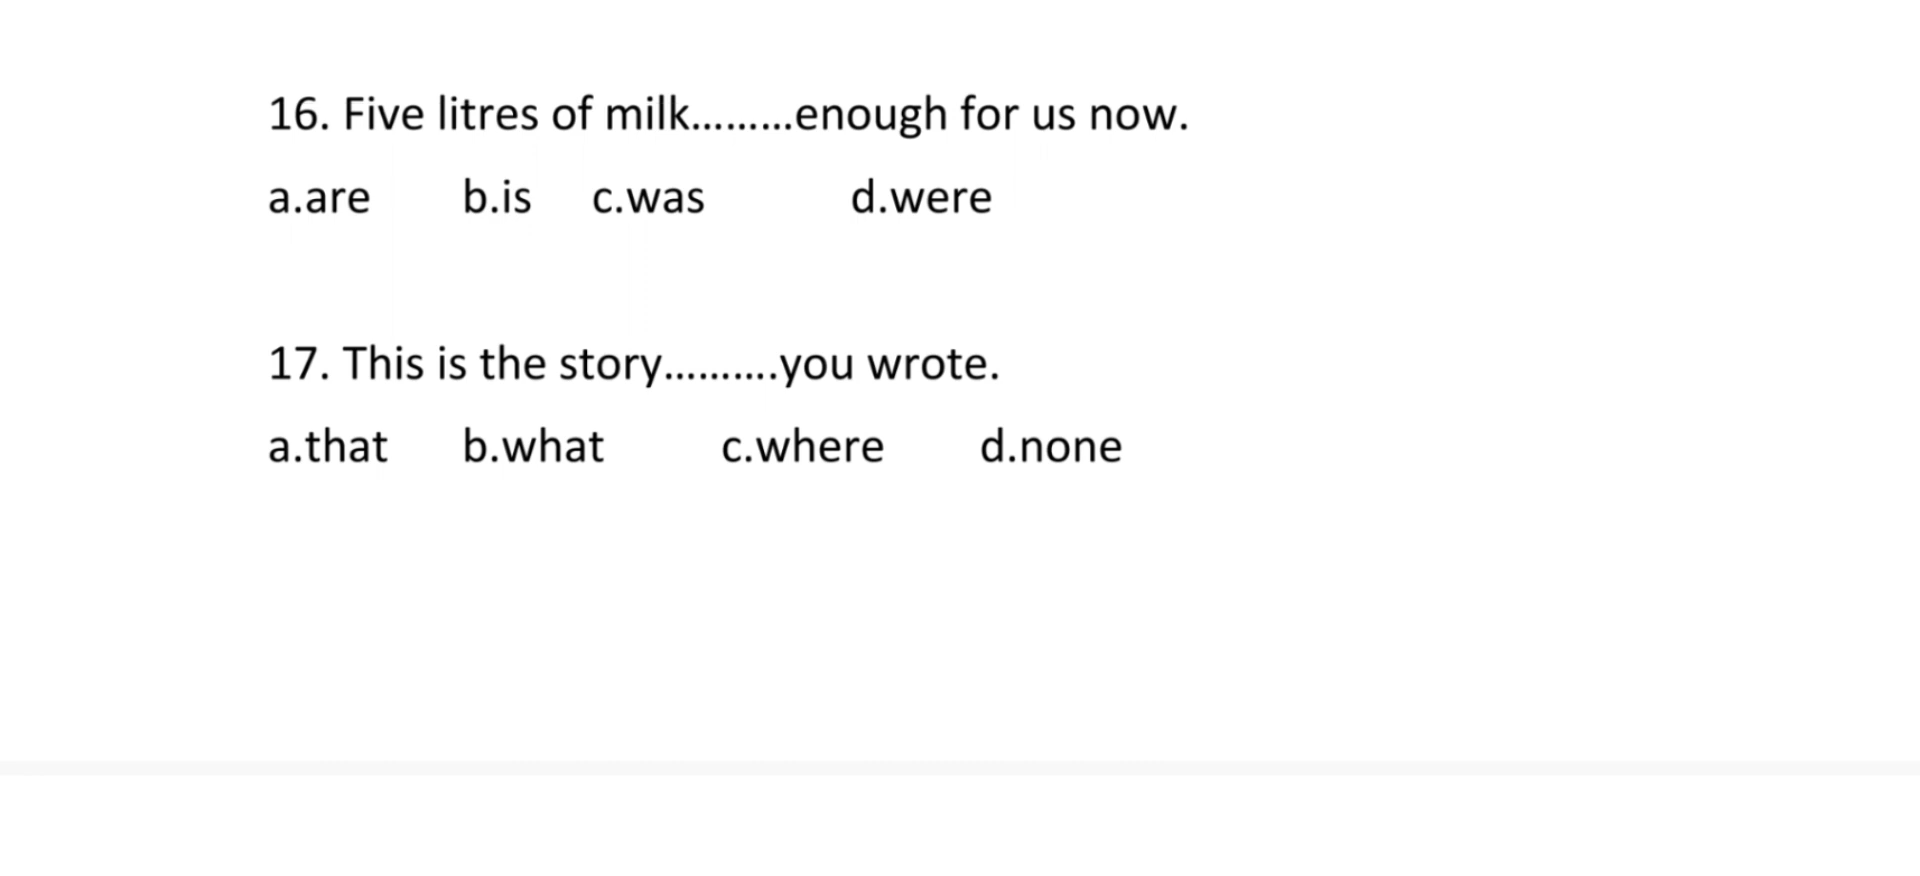 16. Five litres of milk.........enough for us now.
a.are b.is c.was d.were
17. This is the story..........you wrote.
a.that b.what c.where d.none